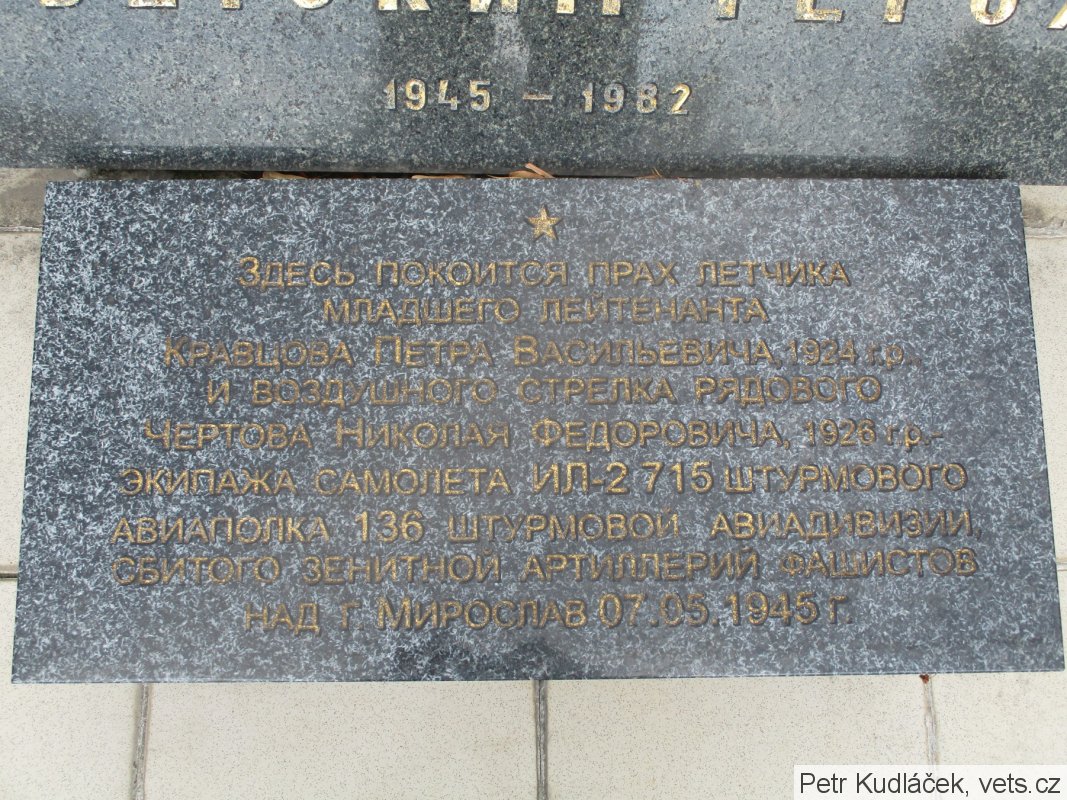 1945 – 1982
Здесь покоится прах летчика
младшего лейтенанта
Кравцова Петра Васильевича, 1924 г.р.,
и воздушного стрелка рядового
Чертова Николая Федоровича, 1926 г.р.-
экипажа самолета ИЛ-2 715 штурмового
авиаполка 136 штурмовой авиадивизии,
сбитого зенитной артиллерией фашистов
над г. Мирослав 07.05.1945 г.
Petr Kudláček, vets.cz